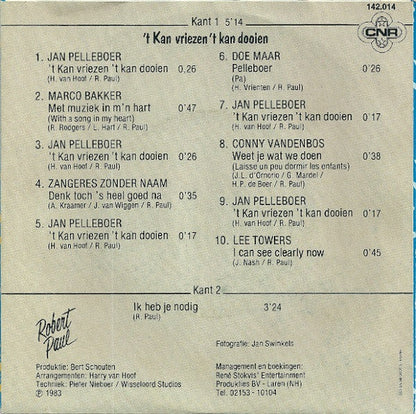 142.014
Kant 1 5'14
CNR
't Kan vriezen 't kan dooien
1. JAN PELLEBOER
't Kan vriezen 't kan dooien 0,26
(H. van Hoof / R. Paul)
2. MARCO BAKKER
Met muziek in m'n hart 0'47
(With a song in my heart)
(R. Rodgers / L. Hart / R. Paul)
3. JAN PELLEBOER
't Kan vriezen 't kan dooien 0'26
(H. van Hoof / R. Paul)
4. ZANGERES ZONDER NAAM
Denk toch 's heel goed na 0'35
(A. Kraamer / J. van Wiggen / R. Paul)
5. JAN PELLEBOER
't Kan vriezen 't kan dooien 0'17
(H. van Hoof / R. Paul)
6. DOE MAAR
Pelleboer 0'26
(Pa)
(H. Vrienten / R. Paul)
7. JAN PELLEBOER
't Kan vriezen 't kan dooien 0'17
(H. van Hoof / R. Paul)
8. CONNY VANDENBOS
Weet je wat we doen 0'38
(Laisse un peu dormir les enfants)
(J.L. d'Ornorio / G. Mardel /
H.P. de Boer / R. Paul)
9. JAN PELLEBOER
't Kan vriezen 't kan dooien 0'17
(H. van Hoof / R. Paul)
10. LEE TOWERS
I can see clearly now 0'45
(J. Nash / R. Paul)
Kant 2
Ik heb je nodig 3'24
(R. Paul)
Robert Paul
Fotografie: Jan Swinkels
Produktie: Bert Schouten
Arrangementen: Harry van Hoof
Techniek: Pieter Nieboer / Wisseloord Studios
℗ 1983
Management en boekingen:
René Stokvis' Entertainment
Produkties BV - Laren (NH)
Tel. 02153 - 10104